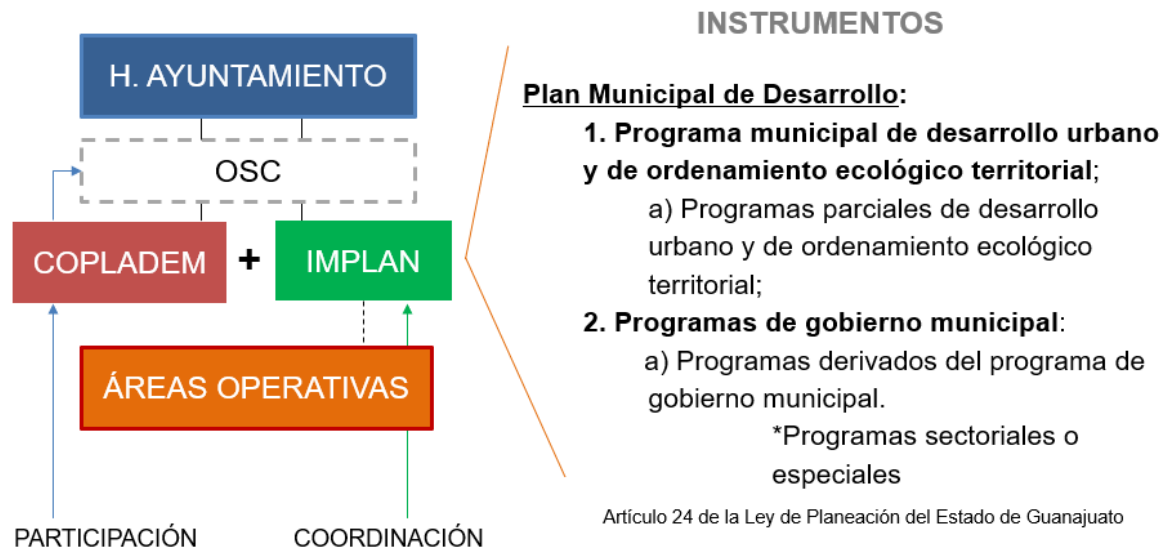 H. AYUNTAMIENTO
OSC
COPLADEM
+
IMPLAN
ÁREAS OPERATIVAS
PARTICIPACIÓN
COORDINACIÓN
INSTRUMENTOS
Plan Municipal de Desarrollo:
1. Programa municipal de desarrollo urbano
y de ordenamiento ecológico territorial;
a) Programas parciales de desarrollo
urbano y de ordenamiento ecológico
territorial;
2. Programas de gobierno municipal:
a) Programas derivados del programa de
gobierno municipal.
*Programas sectoriales o
especiales
Artículo 24 de la Ley de Planeación del Estado de Guanajuato